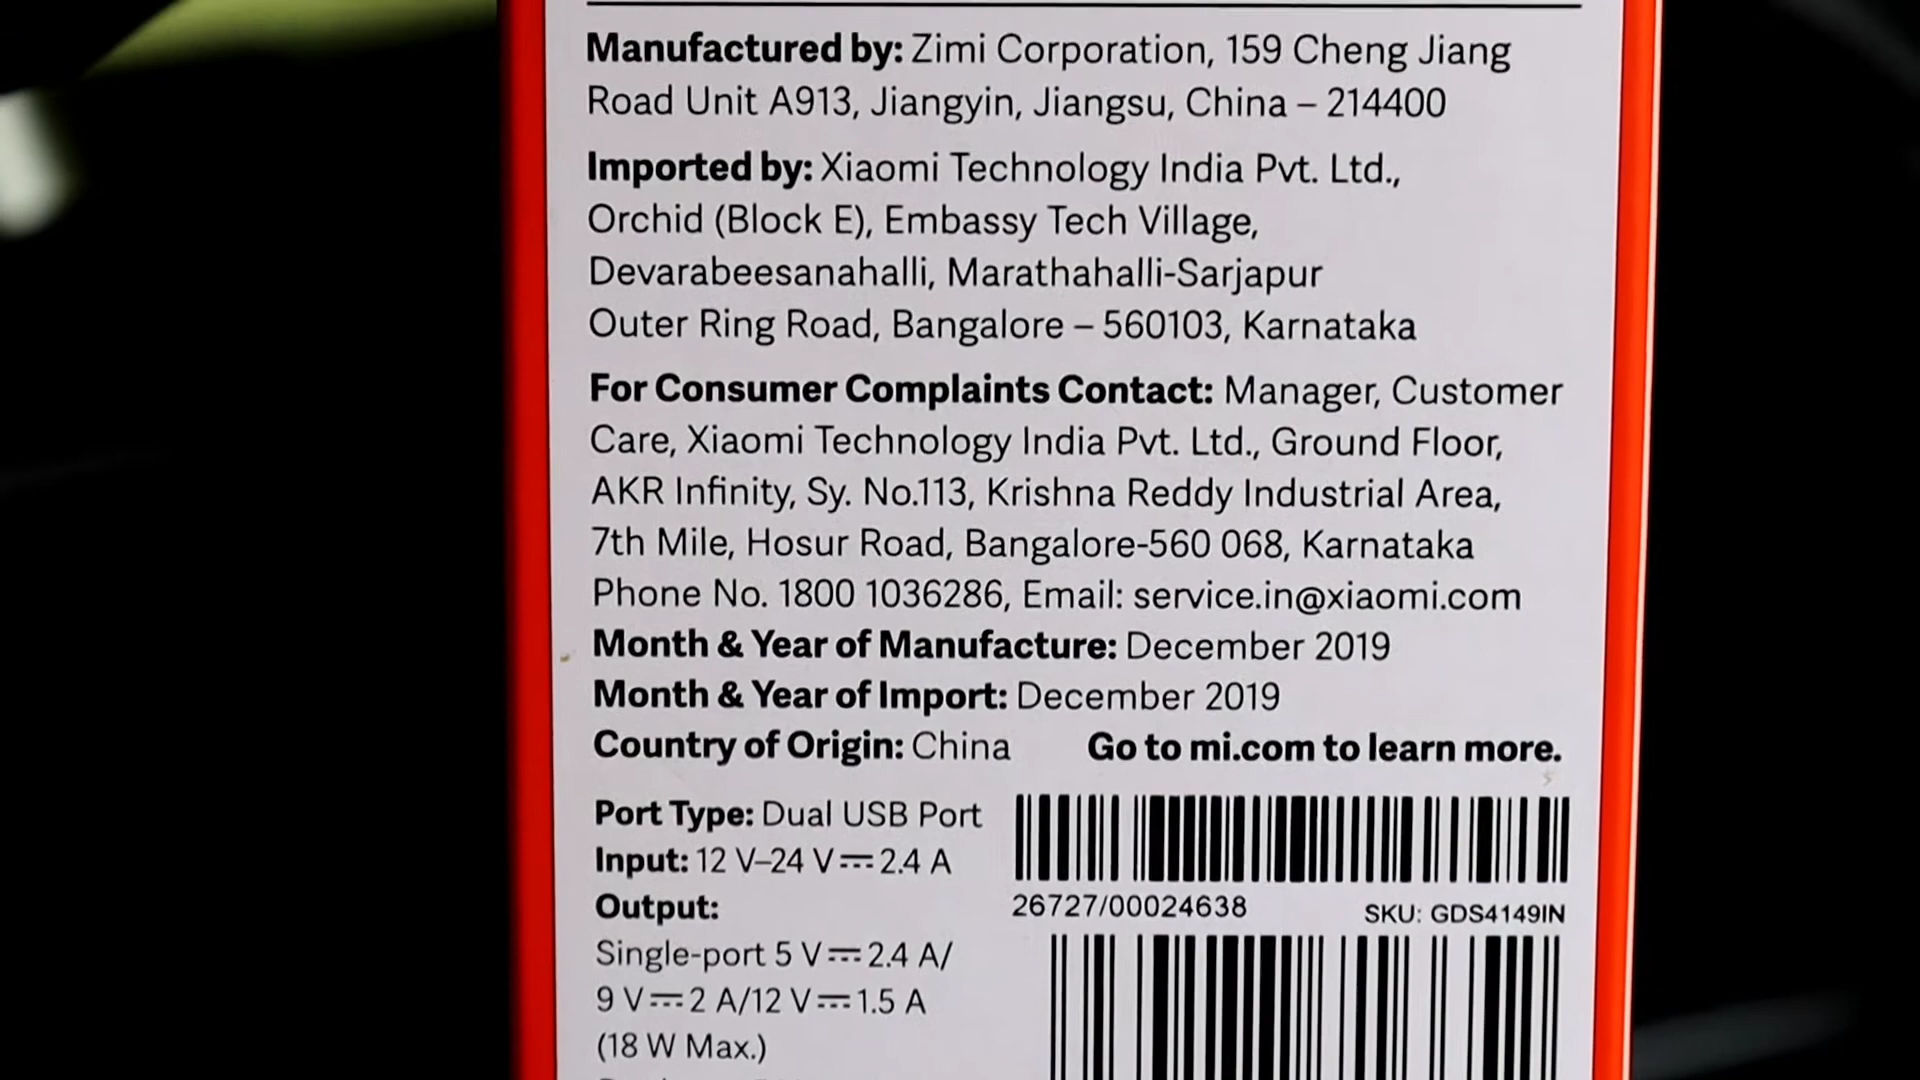 Manufactured by: Zimi Corporation, 159 Cheng Jiang
Road Unit A913, Jiangyin, Jiangsu, China – 214400
Imported by: Xiaomi Technology India Pvt. Ltd.,
Orchid (Block E), Embassy Tech Village,
Devarabeesanahalli, Marathahalli-Sarjapur
Outer Ring Road, Bangalore – 560103, Karnataka
For Consumer Complaints Contact: Manager, Customer
Care, Xiaomi Technology India Pvt. Ltd., Ground Floor,
AKR Infinity, Sy. No.113, Krishna Reddy Industrial Area,
7th Mile, Hosur Road, Bangalore-560 068, Karnataka
Phone No. 1800 1036286, Email: service.in@xiaomi.com
Month & Year of Manufacture: December 2019
Month & Year of Import: December 2019
Country of Origin: China
Go to mi.com to learn more.
Port Type: Dual USB Port
Input: 12 V–24 V⎓2.4 A
Output:
Single-port 5 V⎓2.4 A/
9 V⎓2 A/12 V⎓1.5 A
(18 W Max.)
26727/00024638
SKU: GDS4149IN